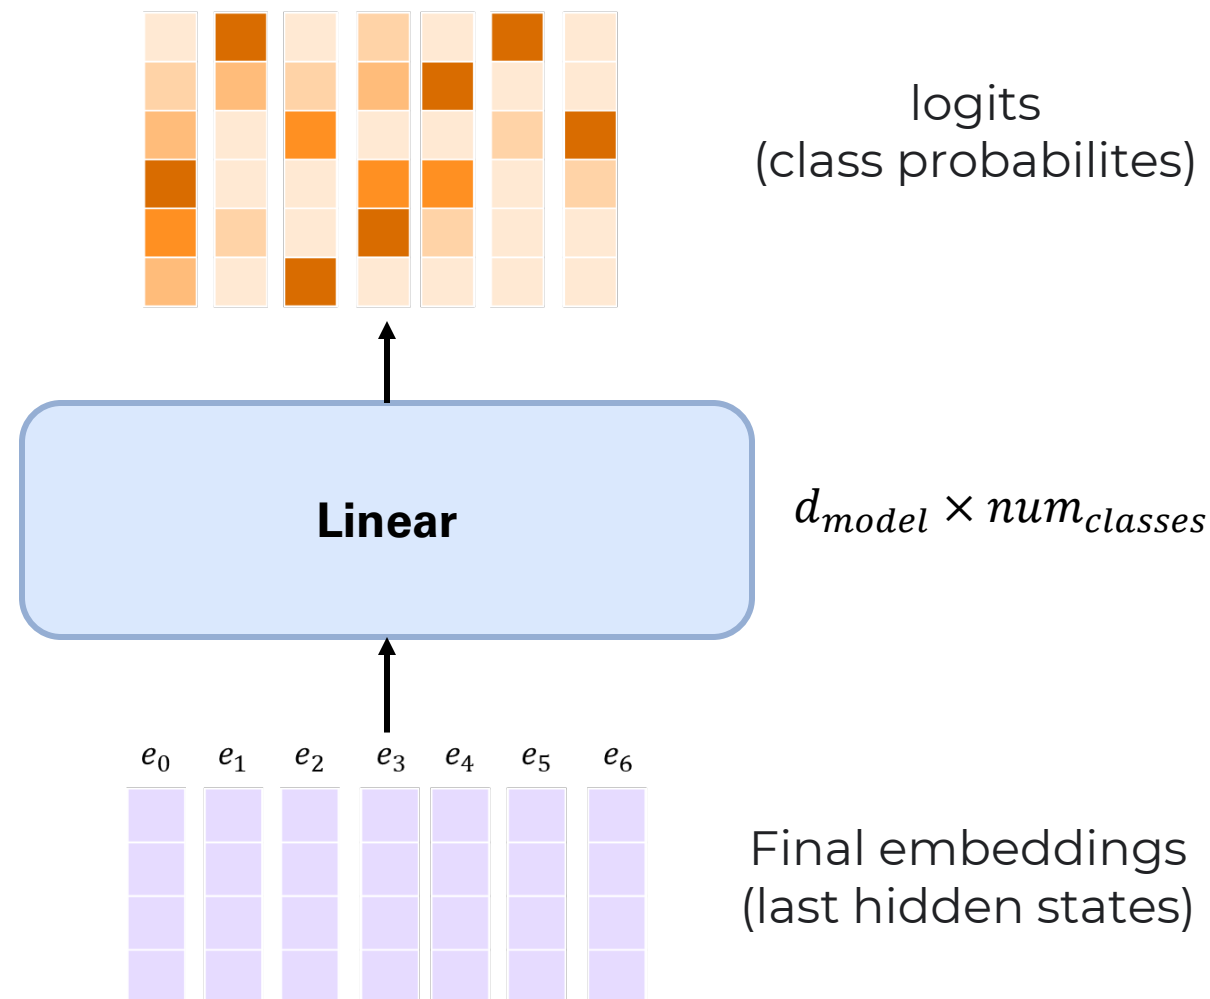 logits
(class probabilites)
Linear
d_model × num_classes
e_0 e_1 e_2 e_3 e_4 e_5 e_6
Final embeddings
(last hidden states)